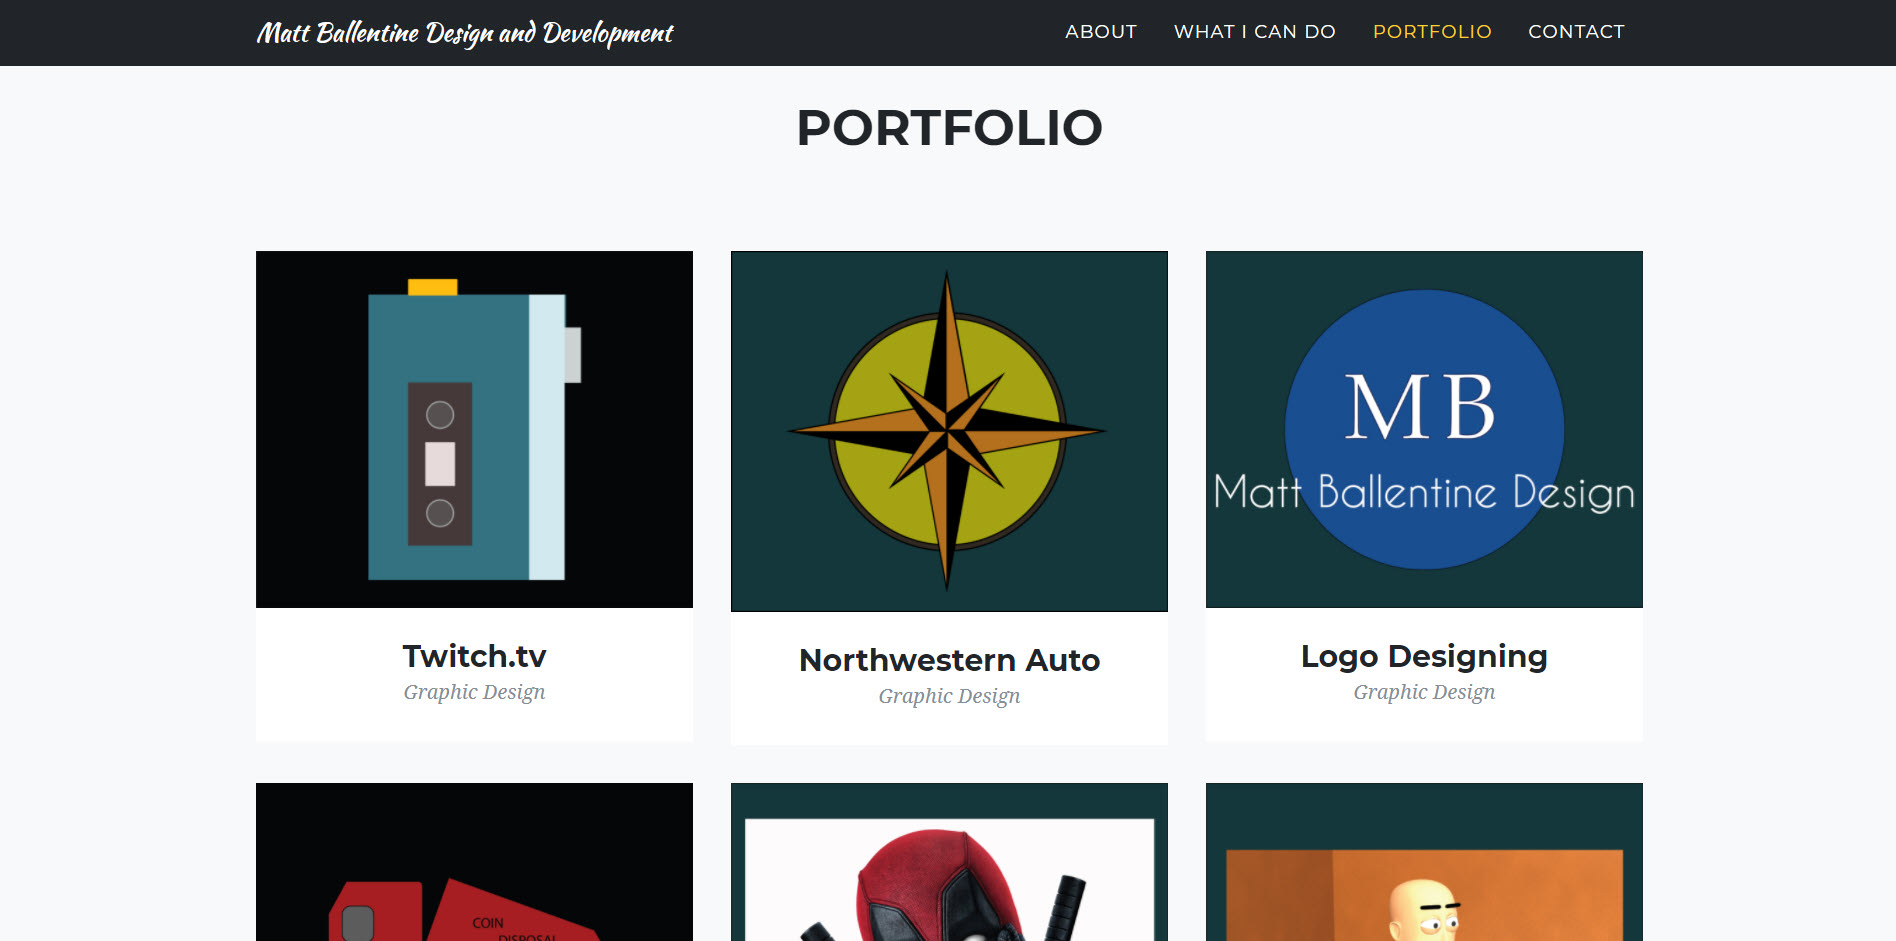 Matt Ballentine Design and Development
ABOUT WHAT I CAN DO PORTFOLIO CONTACT
PORTFOLIO
MB
Matt Ballentine Design
Twitch.tv
Graphic Design
Northwestern Auto
Graphic Design
Logo Designing
Graphic Design
COIN
DISPOSAL